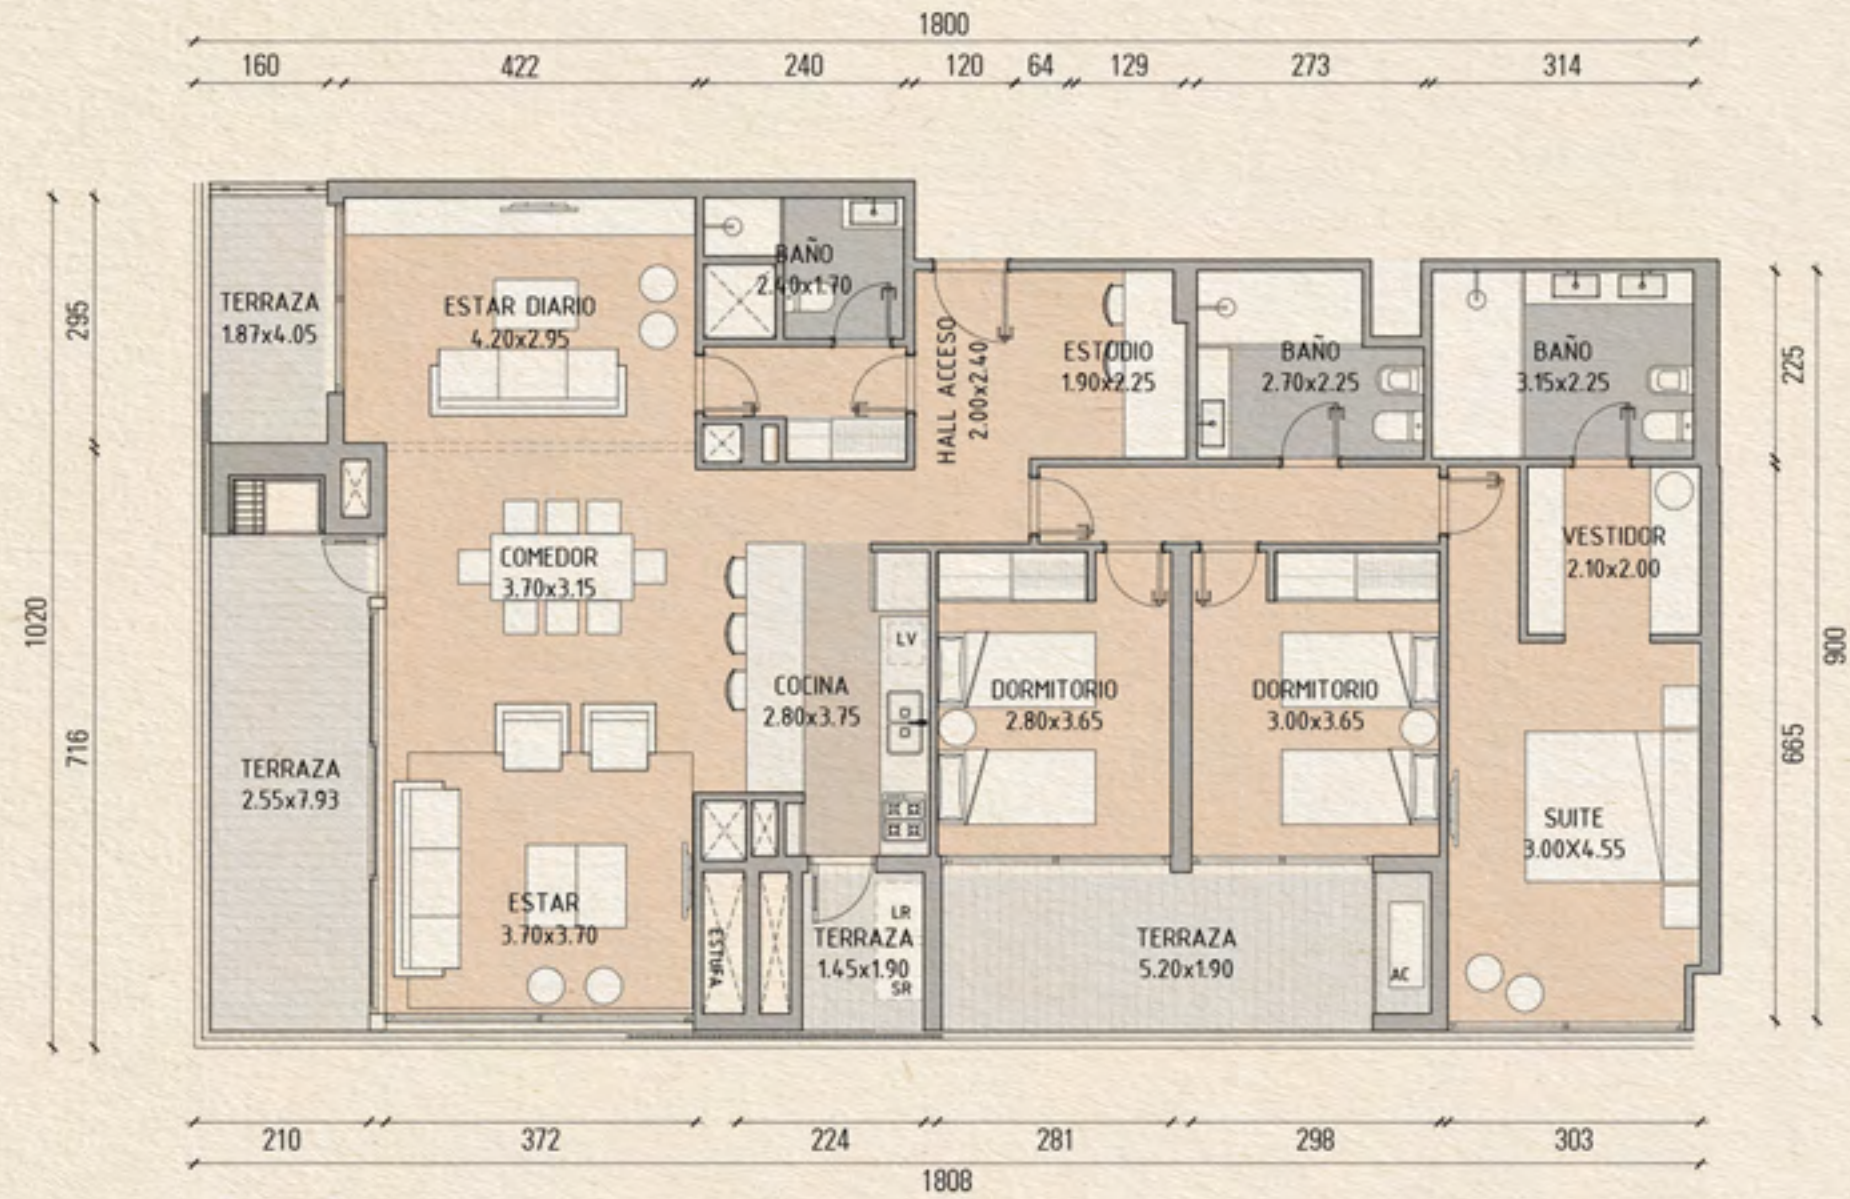 1800
160 422 240 120 64 129 273 314
TERRAZA
1.87x4.05
ESTAR DIARIO
4.20x2.95
BAÑO
2.40x1.70
HALL ACCESO
2.00x2.40
ESTUDIO
1.90x2.25
BAÑO
2.70x2.25
BAÑO
3.15x2.25
295
225
1020
716
900
665
COMEDOR
3.70x3.15
VESTIDOR
2.10x2.00
LV
COCINA
2.80x3.75
DORMITORIO
2.80x3.65
DORMITORIO
3.00x3.65
TERRAZA
2.55x7.93
SUITE
3.00X4.55
ESTAR
3.70x3.70
ESTUFA
LR
TERRAZA
1.45x1.90
SR
TERRAZA
5.20x1.90
AC
210 372 224 281 298 303
1808